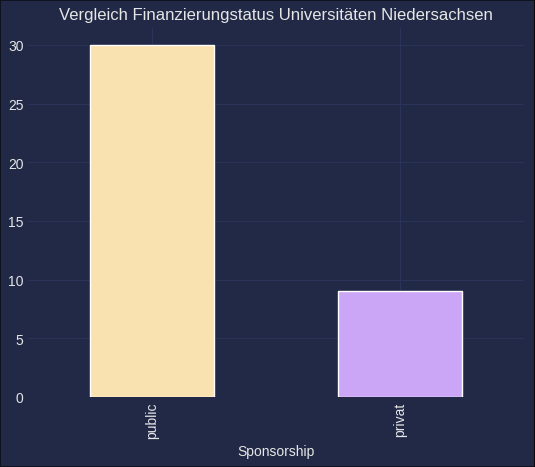 Vergleich Finanzierungstatus Universitäten Niedersachsen
30
25
20
15
10
5
0
public
privat
Sponsorship